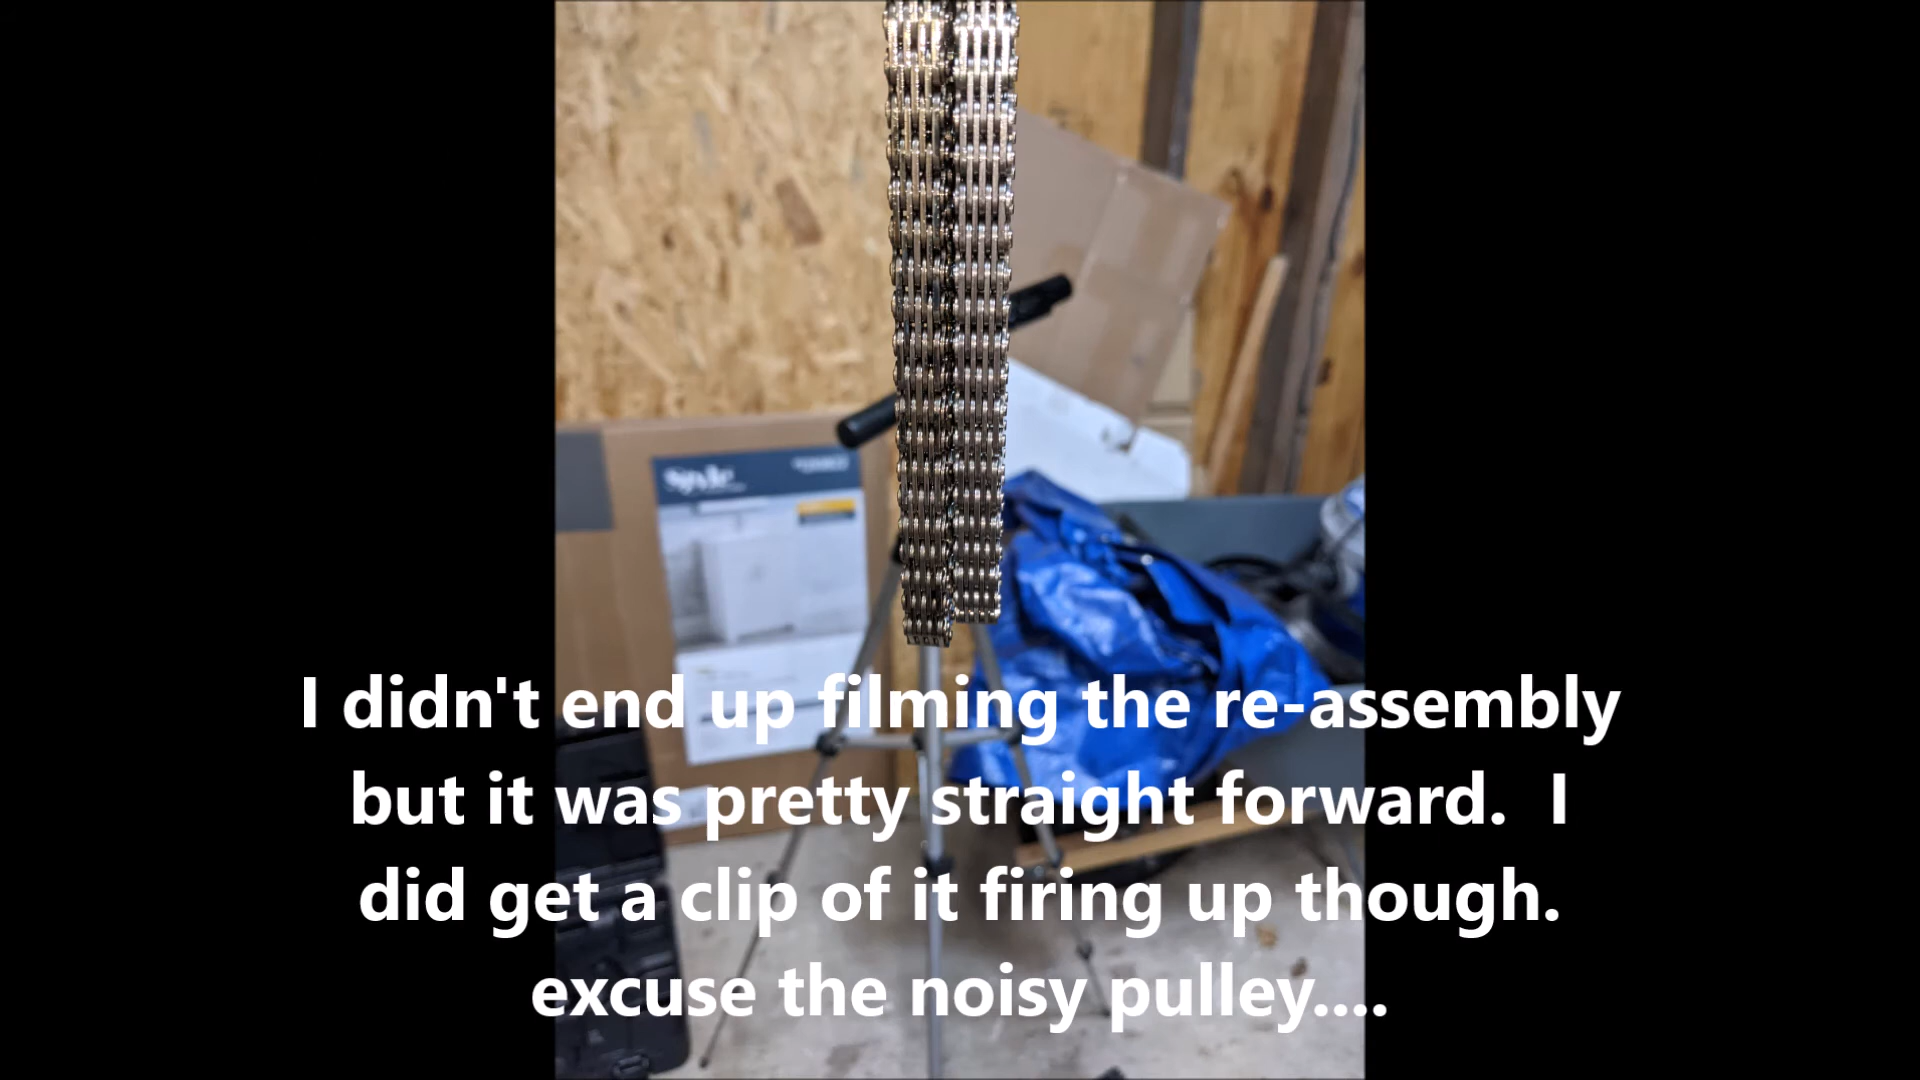 Style
I didn't end up filming the re-assembly
but it was pretty straight forward.  I
did get a clip of it firing up though.
excuse the noisy pulley....